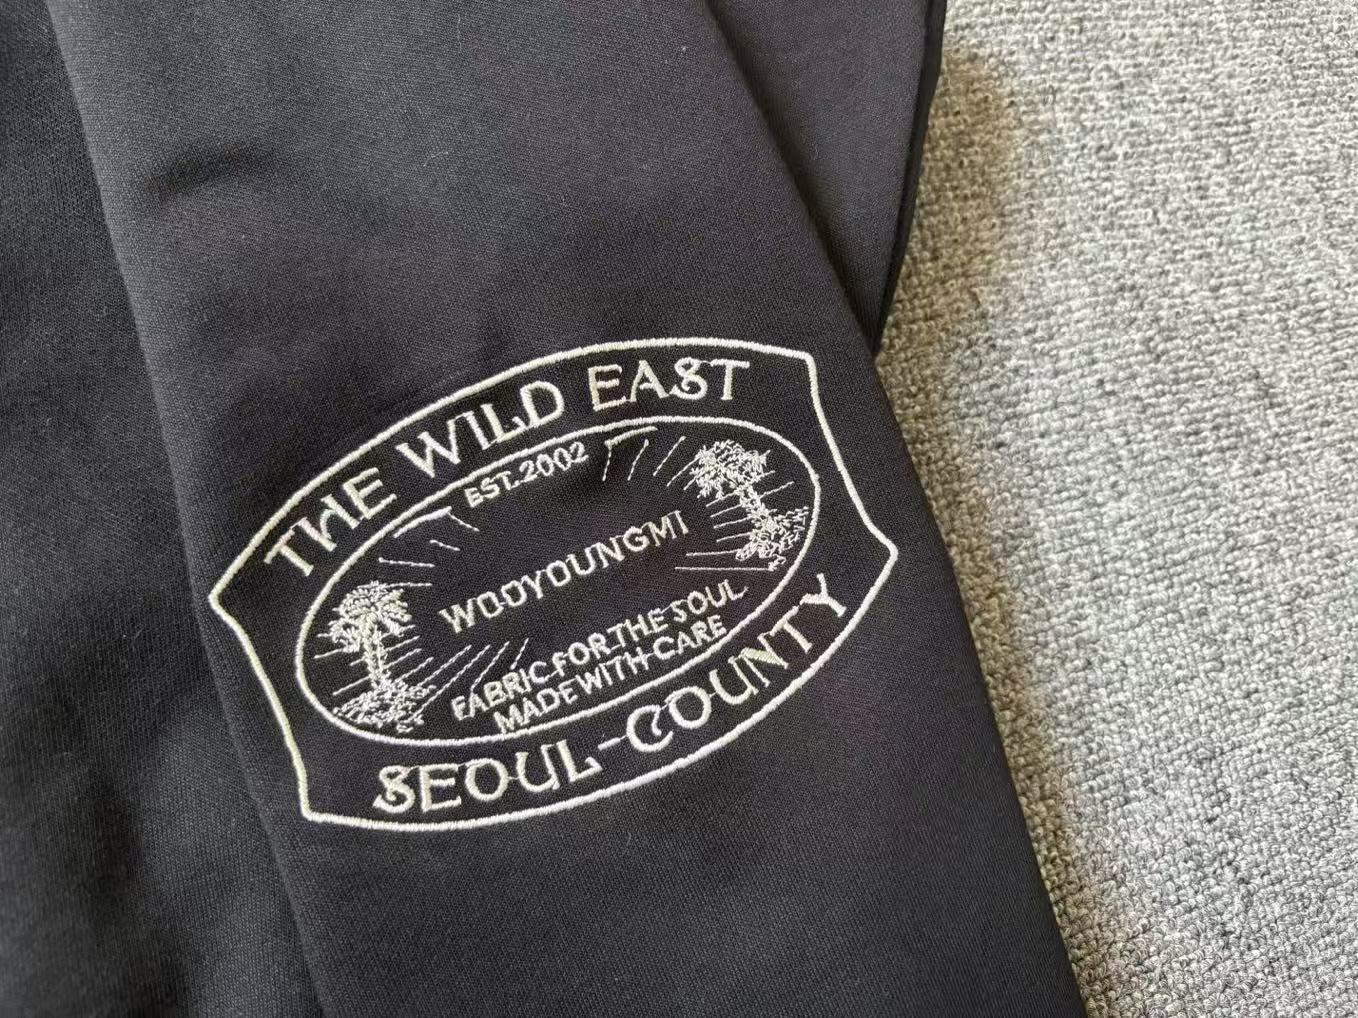 THE WILD EAST
EST.2002
WOOYOUNGMI
FABRIC FOR THE SOUL
MADE WITH CARE
SEOUL-COUNTY